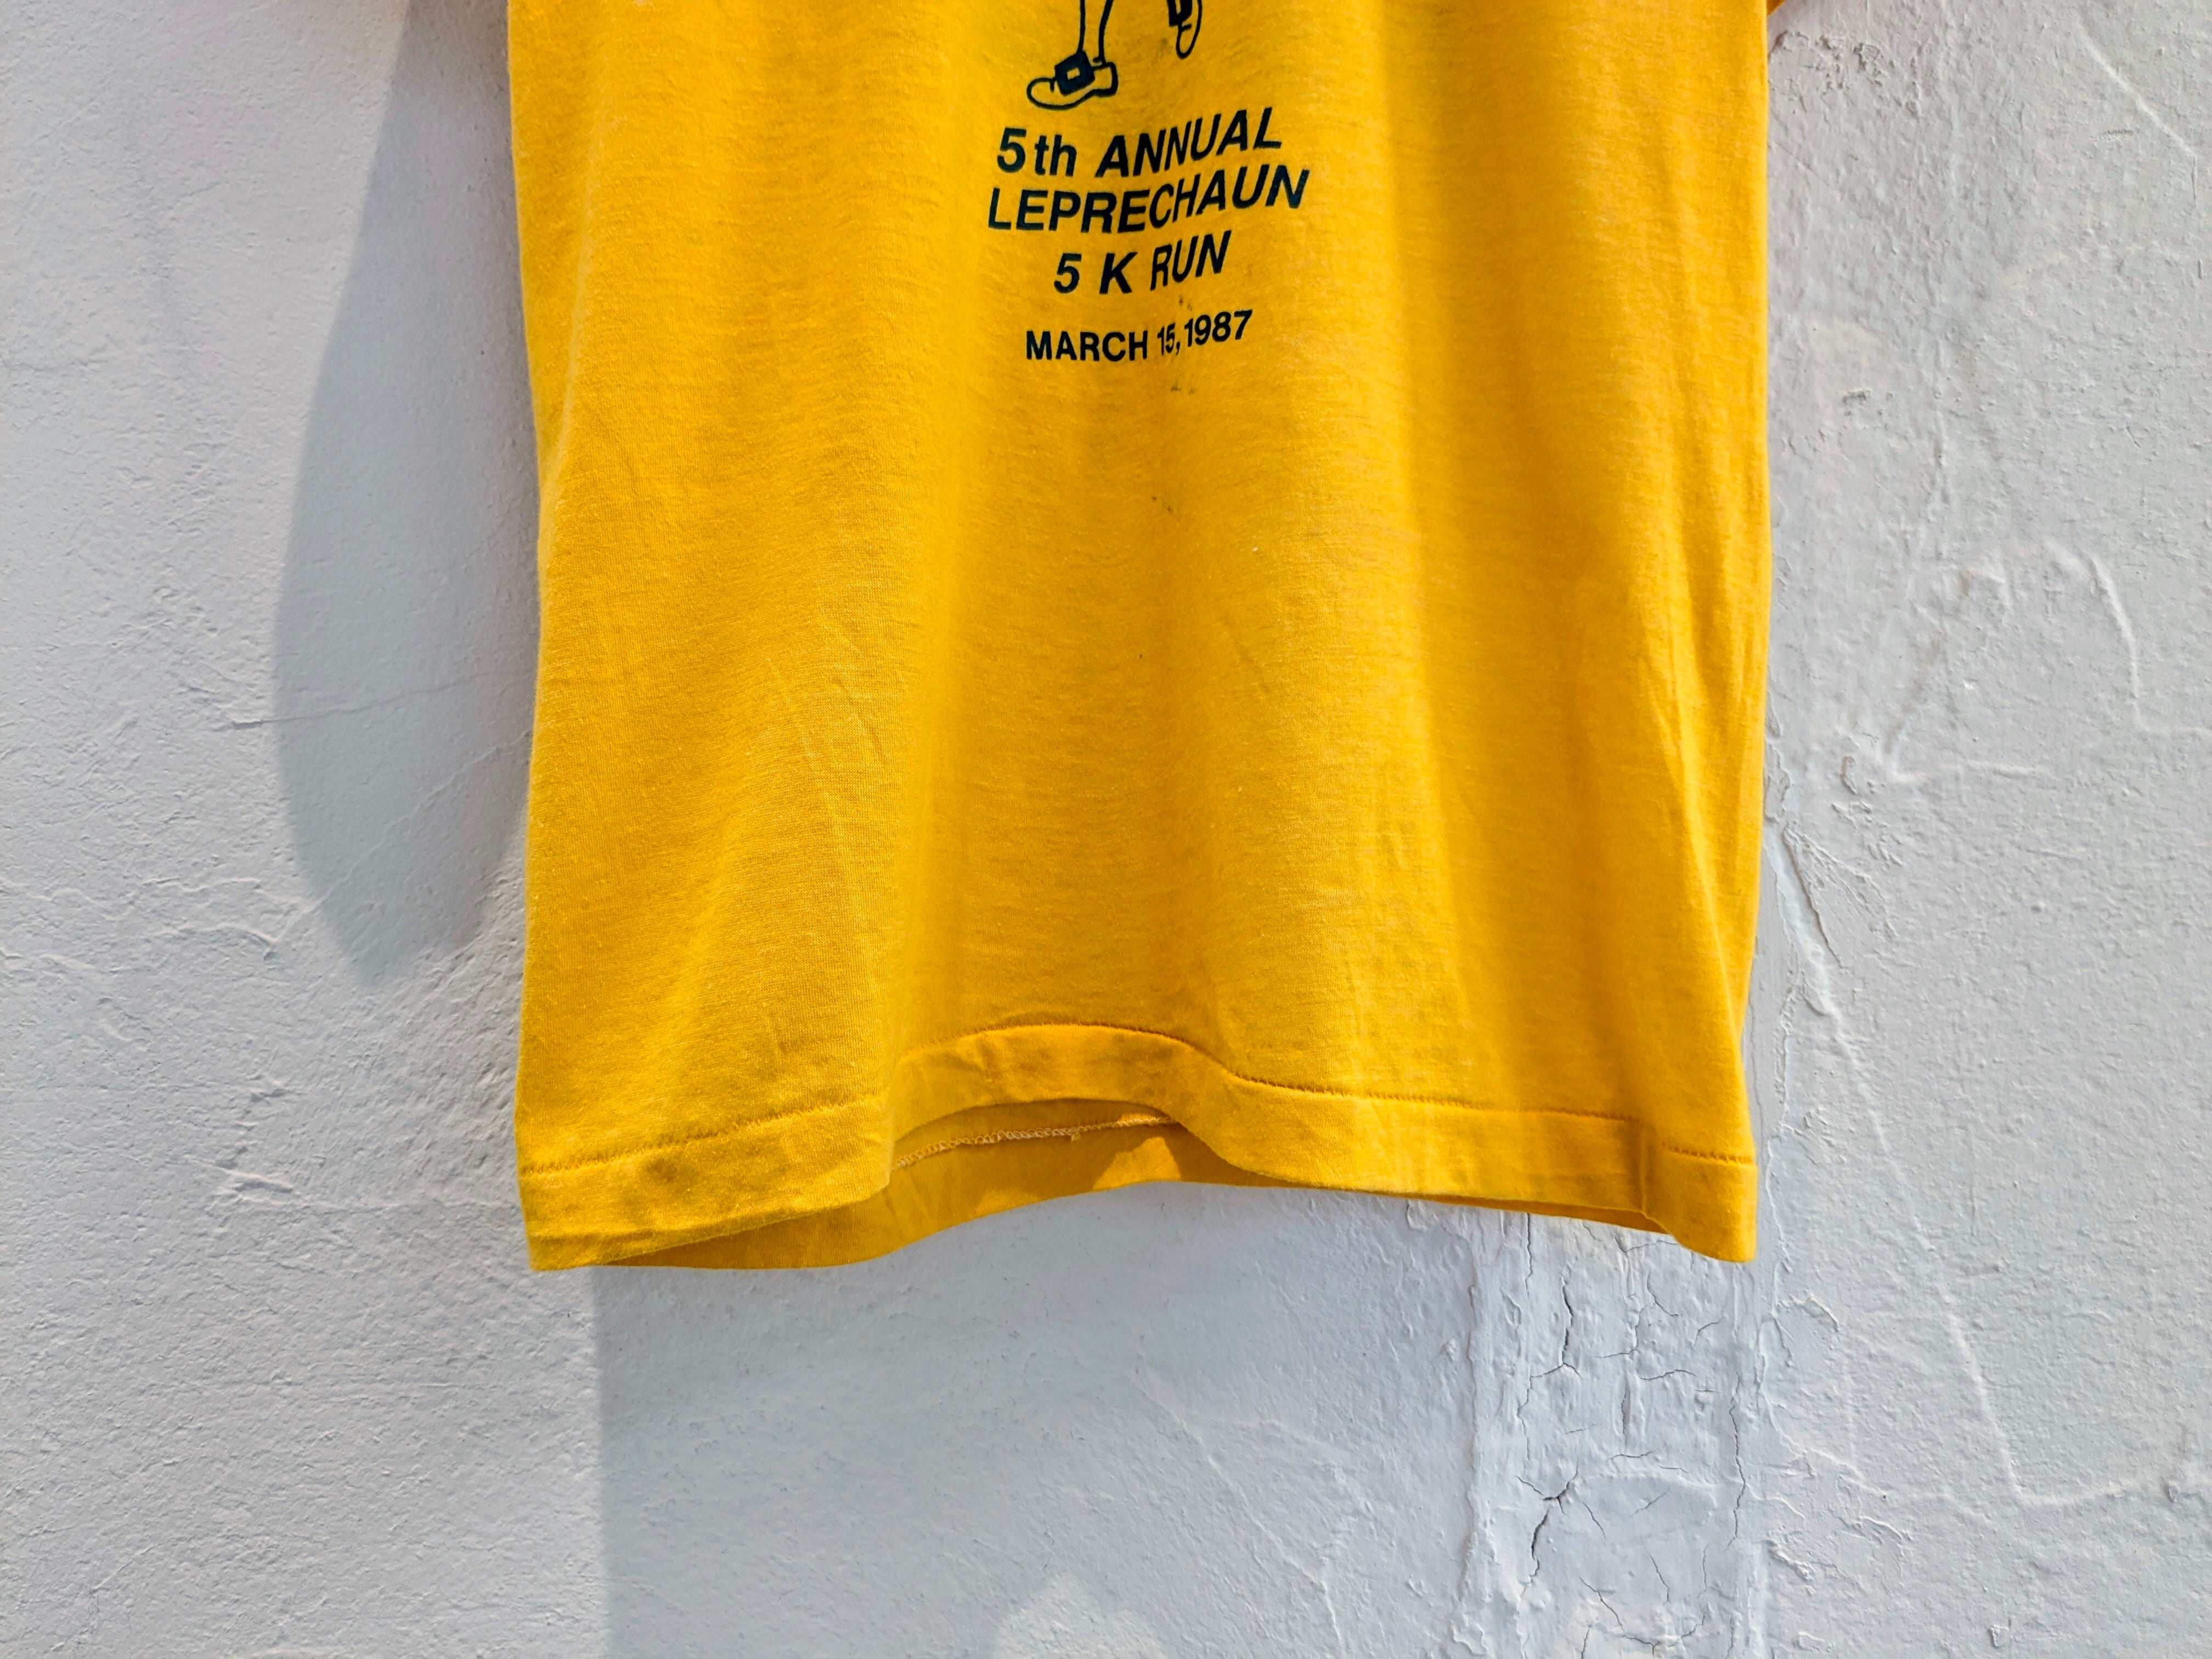 5th ANNUAL
LEPRECHAUN
5 K RUN
MARCH 15, 1987